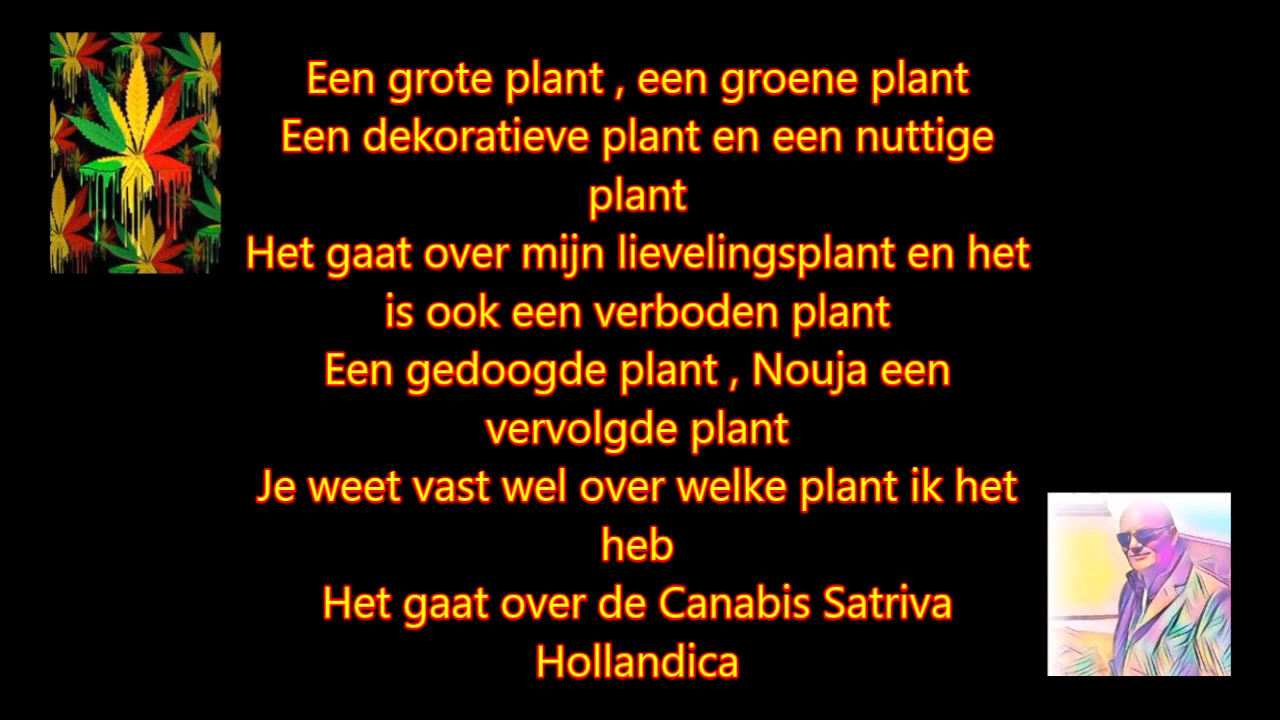 Een grote plant , een groene plant
Een dekoratieve plant en een nuttige
plant
Het gaat over mijn lievelingsplant en het
is ook een verboden plant
Een gedoogde plant , Nouja een
vervolgde plant
Je weet vast wel over welke plant ik het
heb
Het gaat over de Canabis Satriva
Hollandica